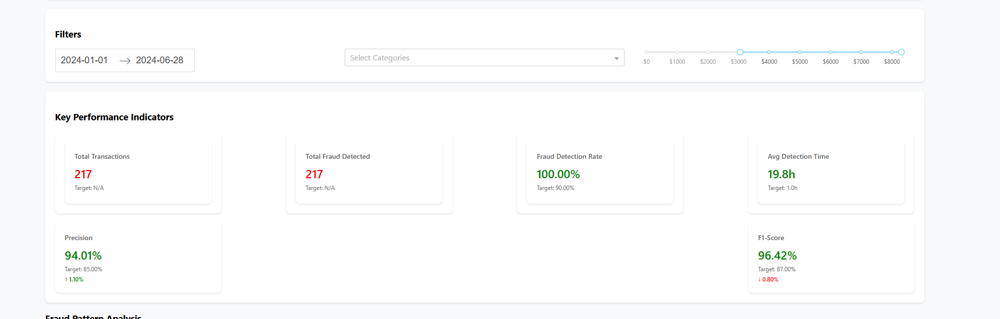 Filters
2024-01-01 → 2024-06-28
Select Categories
$0 $1000 $2000 $3000 $4000 $5000 $6000 $7000 $8000
Key Performance Indicators
Total Transactions
217
Target: N/A
Total Fraud Detected
217
Target: N/A
Fraud Detection Rate
100.00%
Target: 90.00%
Avg Detection Time
19.8h
Target: 1.0h
Precision
94.01%
Target: 85.00%
↑ 1.10%
F1-Score
96.42%
Target: 87.00%
↓ 0.80%
Fraud Pattern Analysis